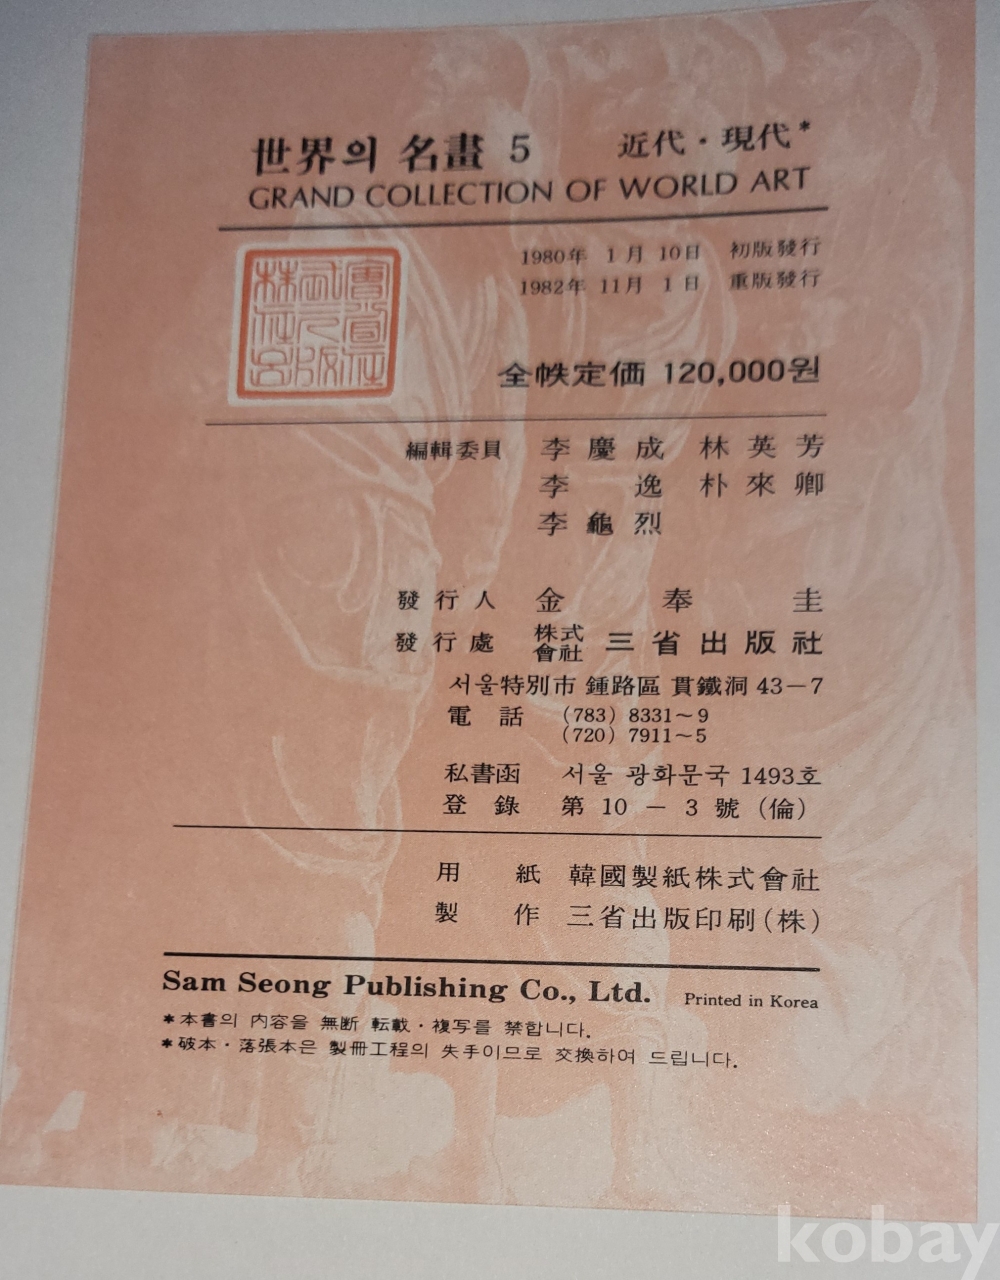 世界의 名畫 5 近代・現代*
GRAND COLLECTION OF WORLD ART
1980年 1月 10日 初版發行
1982年 11月 1日 重版發行
全帙定価 120,000원
編輯委員 李慶成 林英芳
李逸 朴來卿
李龜烈
發行人 金奉圭
發行處 株式會社 三省出版社
서울特別市 鍾路區 貫鐵洞 43-7
電話 (783) 8331~9
(720) 7911~5
私書函 서울 광화문국 1493호
登錄 第 10 - 3 號 (倫)
用紙 韓國製紙株式會社
製作 三省出版印刷(株)
Sam Seong Publishing Co., Ltd. Printed in Korea
*本書의 内容을 無断 転載・複写를 禁합니다.
*破本・落張本은 製冊工程의 失手이므로 交換하여 드립니다.
kobay